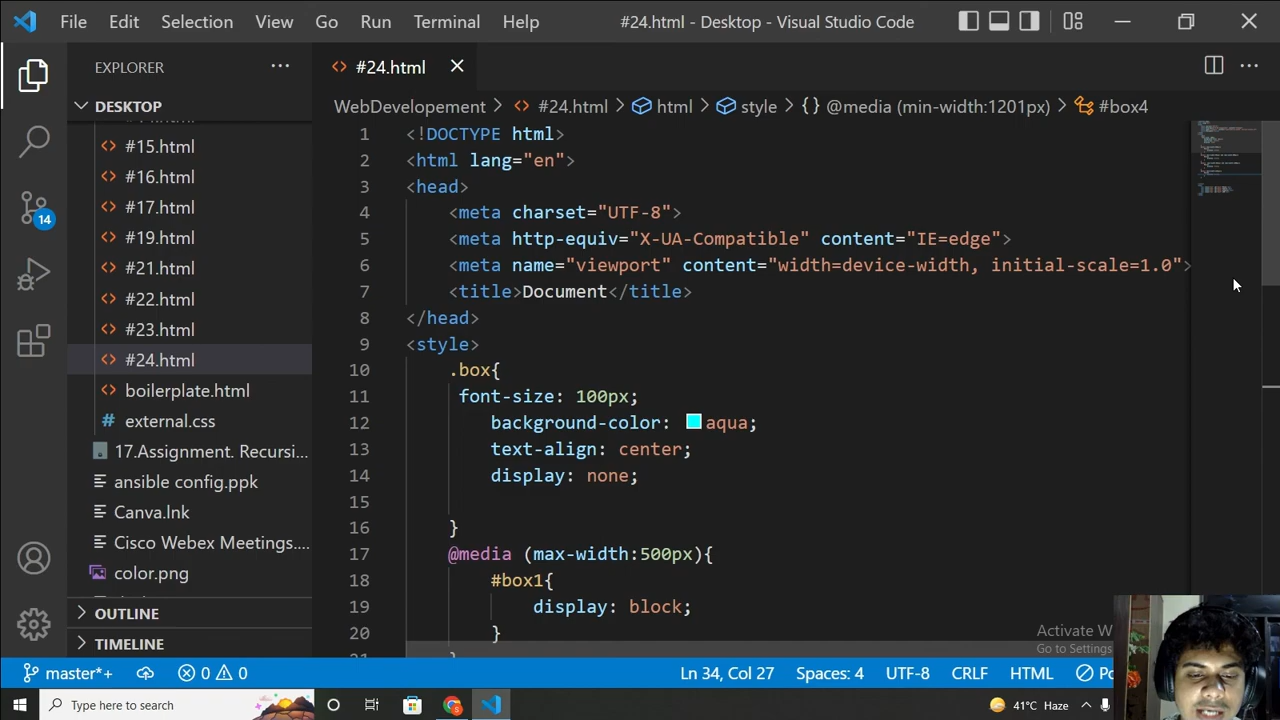 File Edit Selection View Go Run Terminal Help #24.html - Desktop - Visual Studio Code
EXPLORER
#24.html
DESKTOP
WebDevelopement > #24.html > html > style > {} @media (min-width:1201px) > #box4
#15.html
#16.html
#17.html
#19.html
#21.html
#22.html
#23.html
#24.html
boilerplate.html
external.css
17.Assignment. Recursi...
ansible config.ppk
Canva.lnk
Cisco Webex Meetings....
color.png
OUTLINE
TIMELINE
14
1 <!DOCTYPE html>
2 <html lang="en">
3 <head>
4 <meta charset="UTF-8">
5 <meta http-equiv="X-UA-Compatible" content="IE=edge">
6 <meta name="viewport" content="width=device-width, initial-scale=1.0">
7 <title>Document</title>
8 </head>
9 <style>
10 .box{
11 font-size: 100px;
12 background-color: aqua;
13 text-align: center;
14 display: none;
15
16 }
17 @media (max-width:500px){
18 #box1{
19 display: block;
20 }
Activate W
Go to Settings
master*+ 0 0 Ln 34, Col 27 Spaces: 4 UTF-8 CRLF HTML Po
Type here to search 41°C Haze